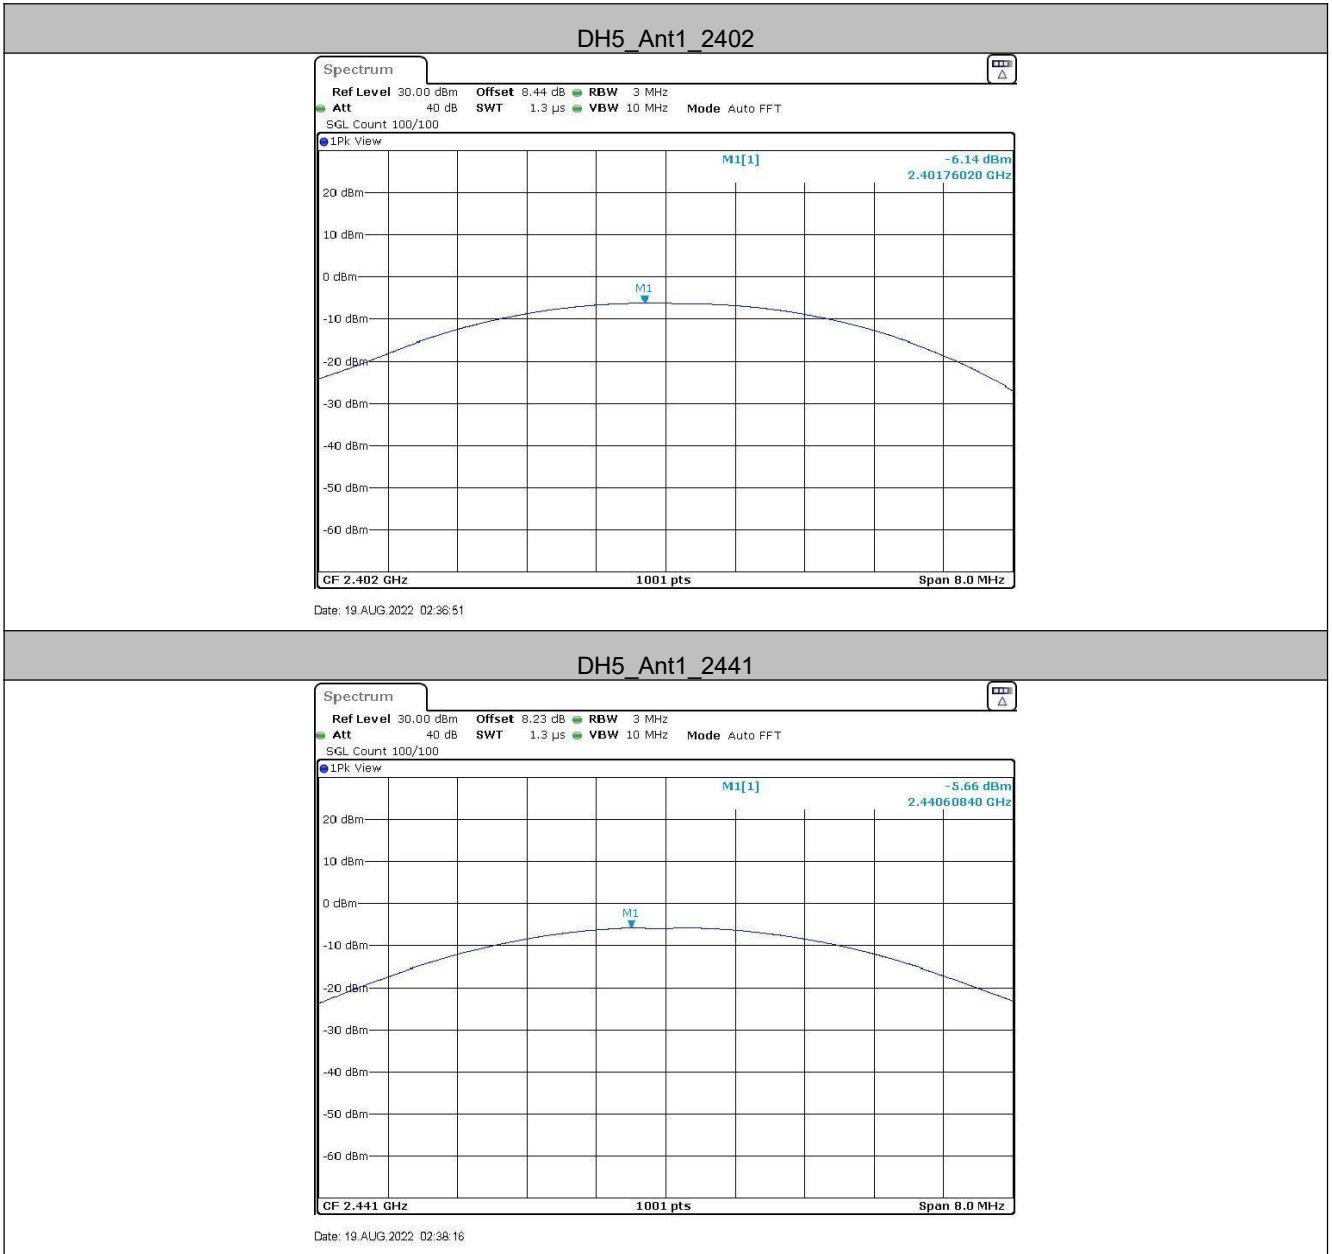 DH5_Ant1_2402
Spectrum
Ref Level 30.00 dBm Offset 8.44 dB RBW 3 MHz
Att 40 dB SWT 1.3 µs VBW 10 MHz Mode Auto FFT
SGL Count 100/100
1Pk View
M1[1] -6.14 dBm
2.40176020 GHz
20 dBm
10 dBm
0 dBm
M1
-10 dBm
-20 dBm
-30 dBm
-40 dBm
-50 dBm
-60 dBm
CF 2.402 GHz 1001 pts Span 8.0 MHz
Date: 19.AUG.2022 02:36:51
DH5_Ant1_2441
Spectrum
Ref Level 30.00 dBm Offset 8.23 dB RBW 3 MHz
Att 40 dB SWT 1.3 µs VBW 10 MHz Mode Auto FFT
SGL Count 100/100
1Pk View
M1[1] -5.66 dBm
2.44060840 GHz
20 dBm
10 dBm
0 dBm
M1
-10 dBm
-20 dBm
-30 dBm
-40 dBm
-50 dBm
-60 dBm
CF 2.441 GHz 1001 pts Span 8.0 MHz
Date: 19.AUG.2022 02:38:16